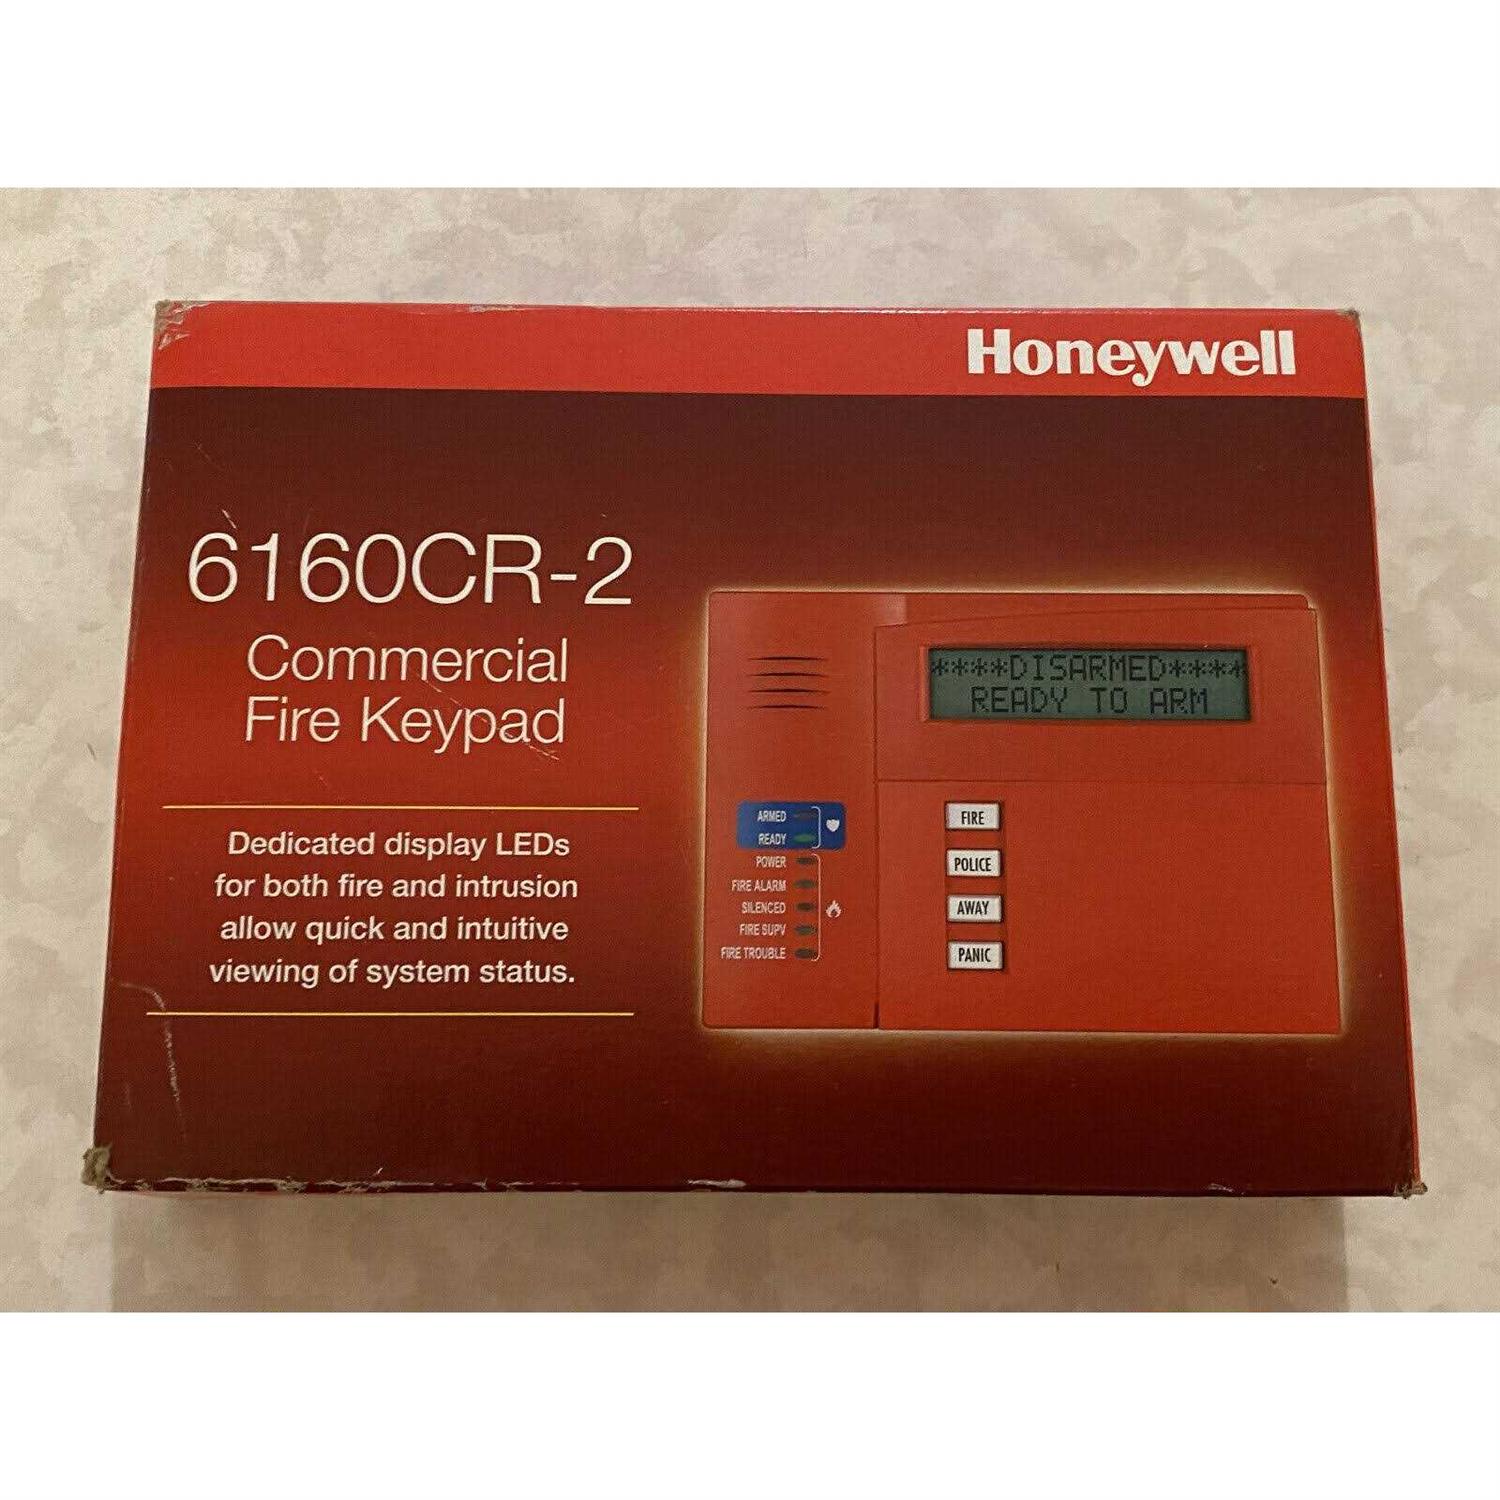 Honeywell
6160CR-2
Commercial
Fire Keypad
Dedicated display LEDs
for both fire and intrusion
allow quick and intuitive
viewing of system status.
****DISARMED****
READY TO ARM
ARMED
READY
POWER
FIRE ALARM
SILENCED
FIRE SUPV
FIRE TROUBLE
FIRE
POLICE
AWAY
PANIC